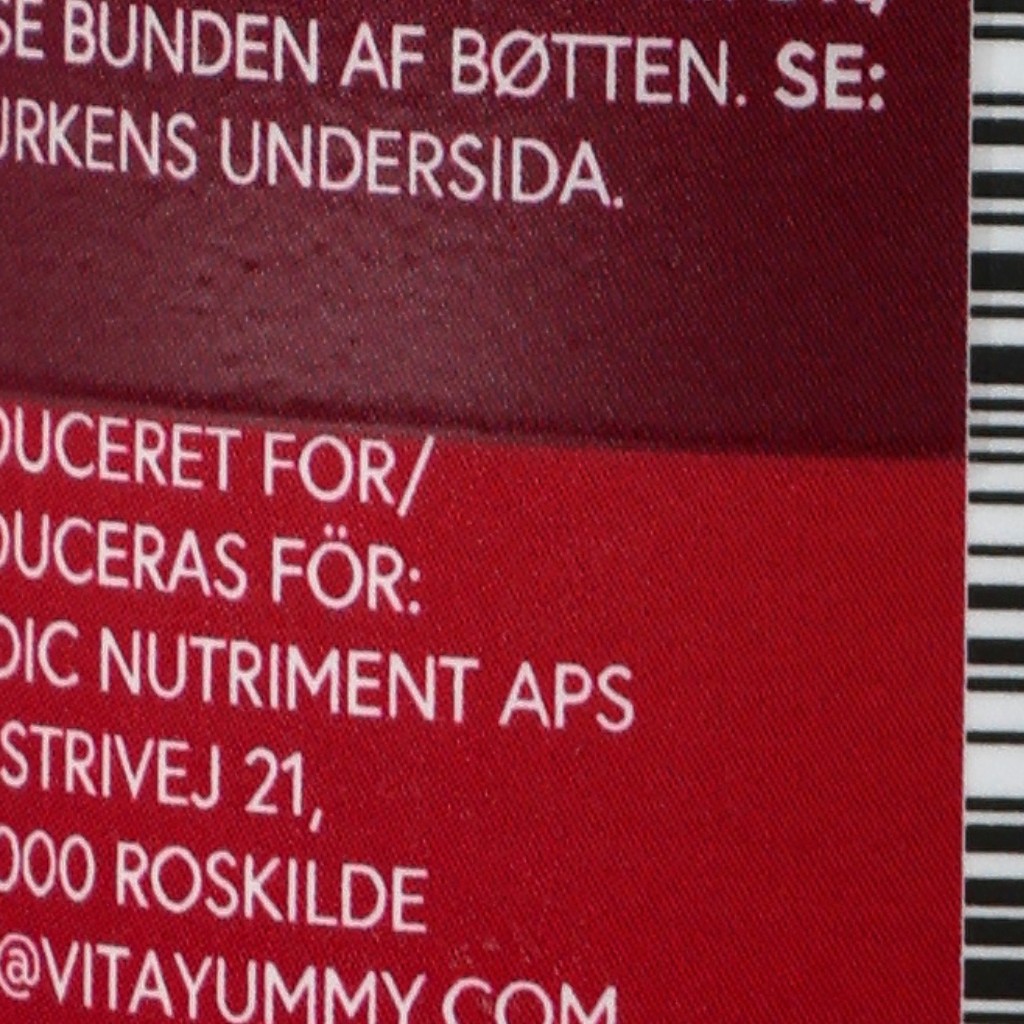 SE BUNDEN AF BØTTEN. SE:
URKENS UNDERSIDA.
DUCERET FOR/
DUCERAS FÖR:
DIC NUTRIMENT APS
STRIVEJ 21,
000 ROSKILDE
@VITAYUMMY.COM